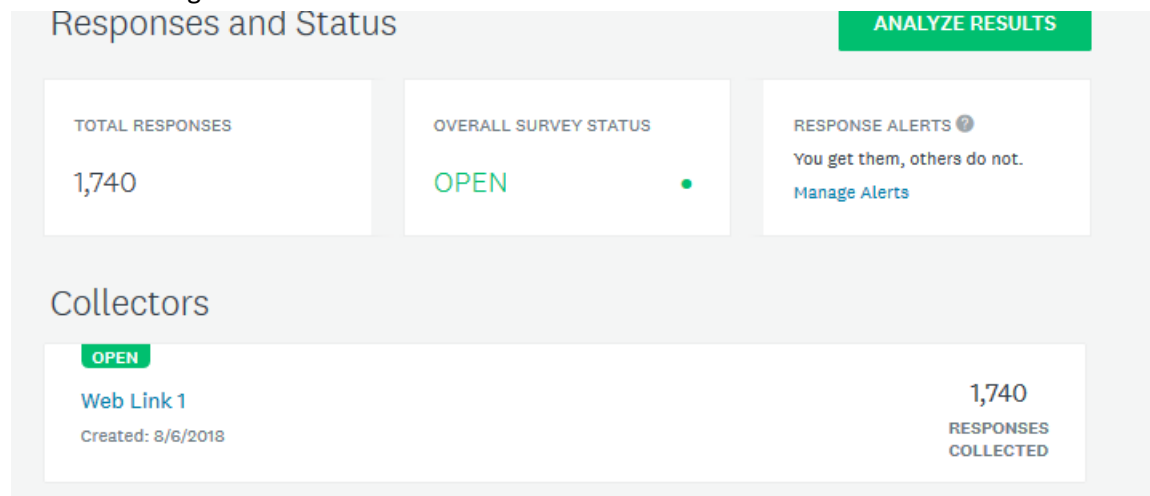 Responses and Status
ANALYZE RESULTS
TOTAL RESPONSES
1,740
OVERALL SURVEY STATUS
OPEN
RESPONSE ALERTS
You get them, others do not.
Manage Alerts
Collectors
OPEN
Web Link 1
Created: 8/6/2018
1,740
RESPONSES
COLLECTED